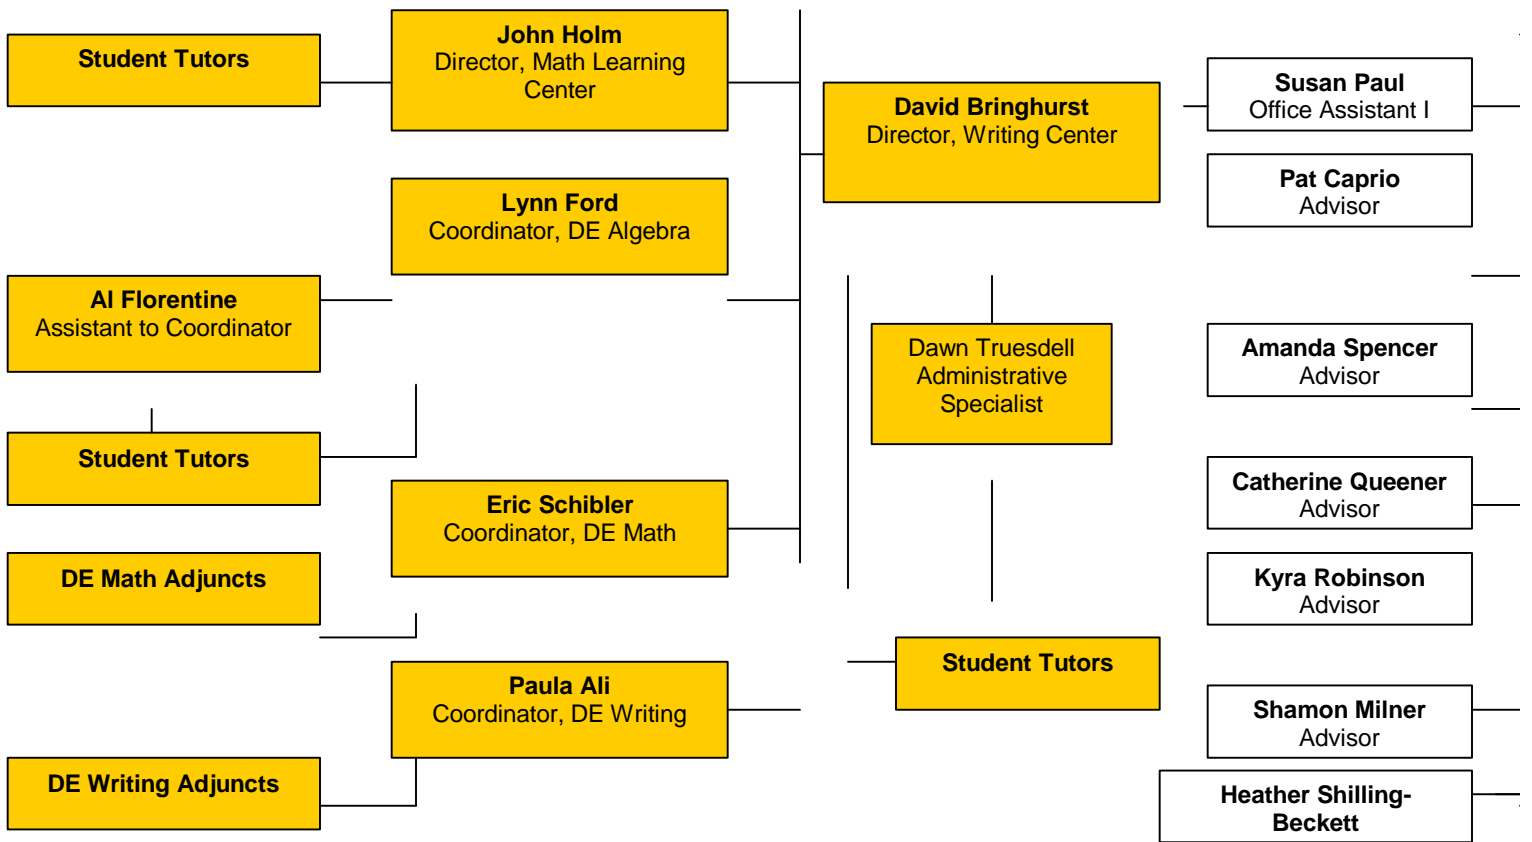 Student Tutors
John Holm
Director, Math Learning
Center
David Bringhurst
Director, Writing Center
Susan Paul
Office Assistant I
Pat Caprio
Advisor
Lynn Ford
Coordinator, DE Algebra
Al Florentine
Assistant to Coordinator
Dawn Truesdell
Administrative
Specialist
Amanda Spencer
Advisor
Student Tutors
Eric Schibler
Coordinator, DE Math
Catherine Queener
Advisor
DE Math Adjuncts
Kyra Robinson
Advisor
Student Tutors
Paula Ali
Coordinator, DE Writing
Shamon Milner
Advisor
DE Writing Adjuncts
Heather Shilling-
Beckett